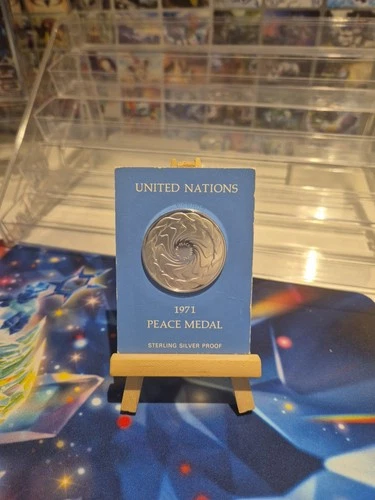 UNITED NATIONS
1971
PEACE MEDAL
STERLING SILVER PROOF